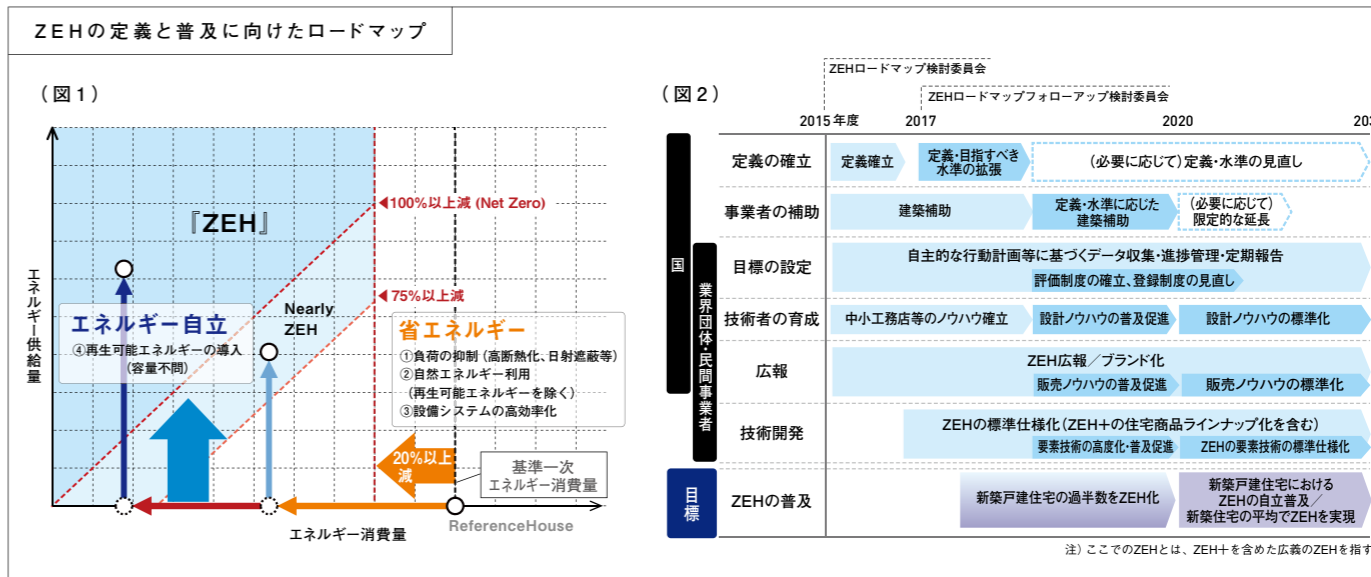 ZEHの定義と普及に向けたロードマップ
(図1)
『ZEH』
100%以上減 (Net Zero)
Nearly
ZEH
75%以上減
エネルギー自立
④再生可能エネルギーの導入
(容量不問)
省エネルギー
①負荷の抑制(高断熱化、日射遮蔽等)
②自然エネルギー利用
(再生可能エネルギーを除く)
③設備システムの高効率化
20%以上
減
基準一次
エネルギー消費量
ReferenceHouse
エネルギー供給量
エネルギー消費量
(図2)
ZEHロードマップ検討委員会
ZEHロードマップフォローアップ検討委員会
2015年度
2017
2020
国
業界団体・民間事業者
定義の確立
定義確立
定義・目指すべき
水準の拡張
(必要に応じて)定義・水準の見直し
事業者の補助
建築補助
定義・水準に応じた
建築補助
(必要に応じて)
限定的な延長
目標の設定
自主的な行動計画等に基づくデータ収集・進捗管理・定期報告
評価制度の確立、登録制度の見直し
技術者の育成
中小工務店等のノウハウ確立
設計ノウハウの普及促進
設計ノウハウの標準化
広報
ZEH広報/ブランド化
販売ノウハウの普及促進
販売ノウハウの標準化
技術開発
ZEHの標準仕様化(ZEH+の住宅商品ラインナップ化を含む)
要素技術の高度化・普及促進
ZEHの要素技術の標準仕様化
目標
ZEHの普及
新築戸建住宅の過半数をZEH化
新築戸建住宅における
ZEHの自立普及/
新築住宅の平均でZEHを実現
注)ここでのZEHとは、ZEH+を含めた広義のZEHを指す